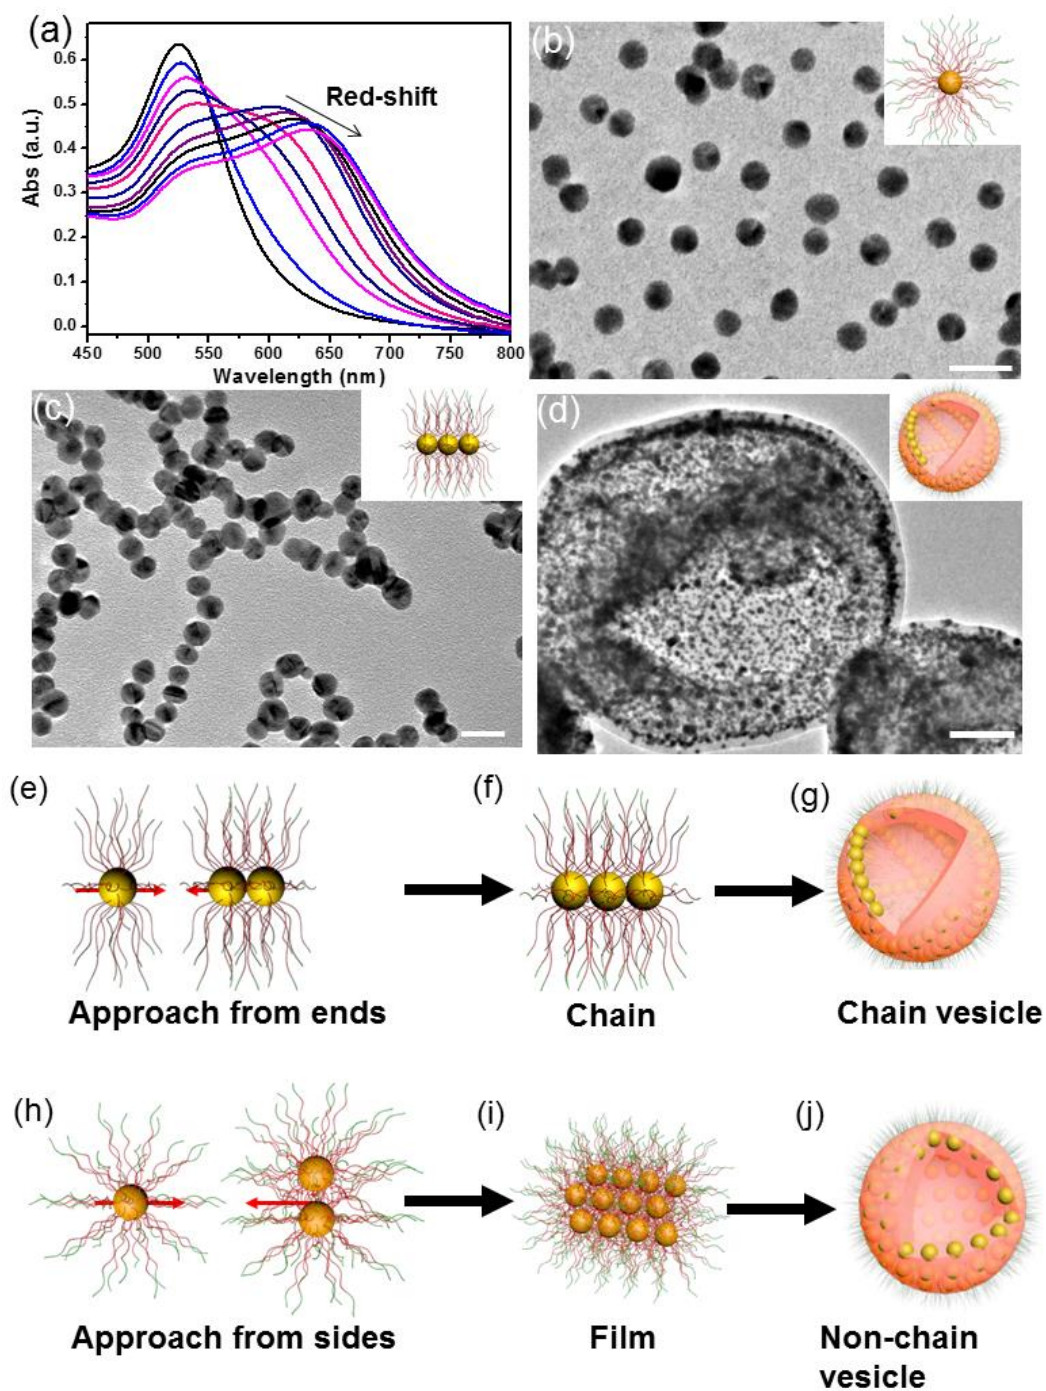 (a)
0.6
0.5
0.4
0.3
0.2
0.1
0.0
Abs (a.u.)
Red-shift
450 500 550 600 650 700 750 800
Wavelength (nm)
(b)
(c)
(d)
(e)
(f)
(g)
Approach from ends
Chain
Chain vesicle
(h)
(i)
(j)
Approach from sides
Film
Non-chain
vesicle